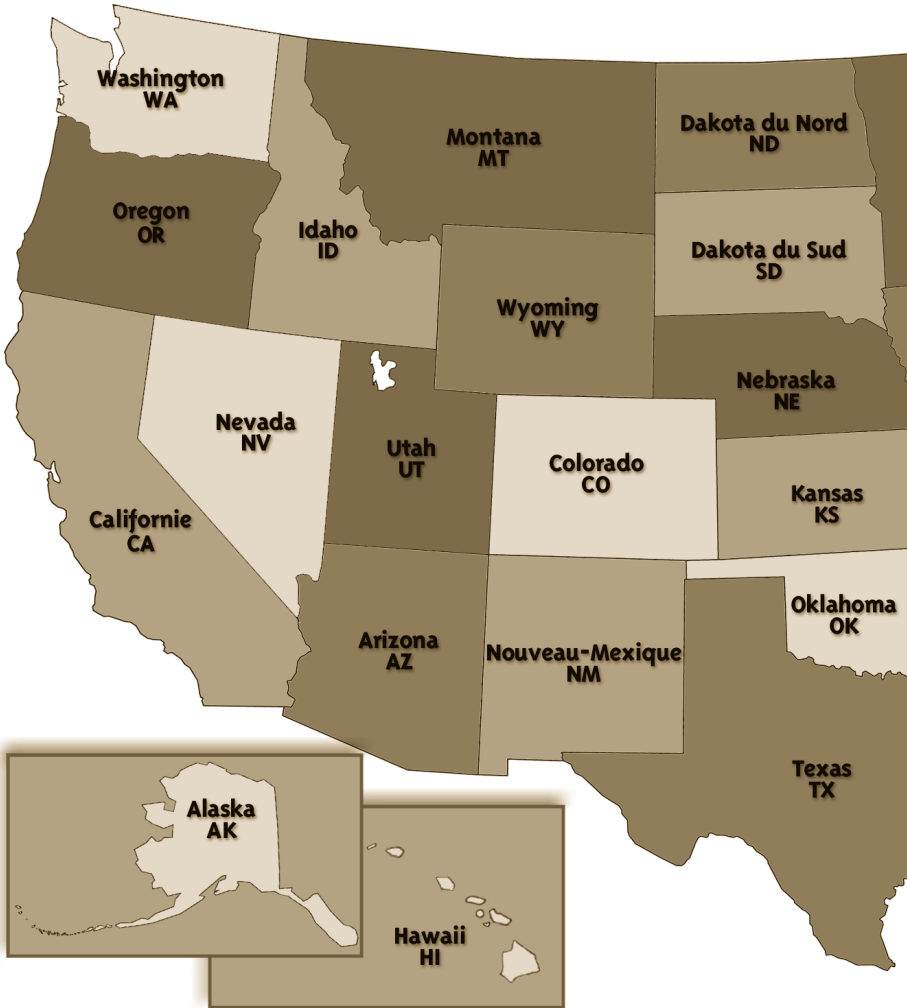 Washington
WA
Montana
MT
Dakota du Nord
ND
Oregon
OR
Idaho
ID
Dakota du Sud
SD
Wyoming
WY
Nebraska
NE
Nevada
NV
Utah
UT
Colorado
CO
Kansas
KS
Californie
CA
Arizona
AZ
Nouveau-Mexique
NM
Oklahoma
OK
Texas
TX
Alaska
AK
Hawaii
HI